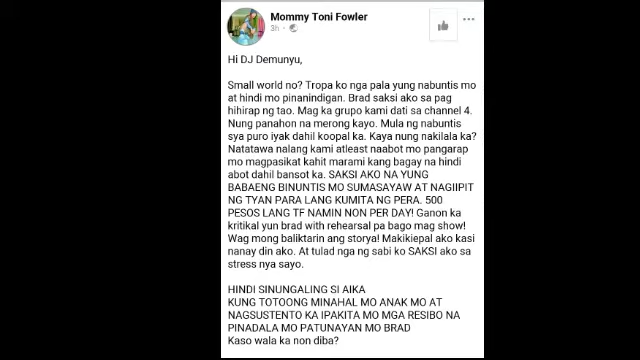 Mommy Toni Fowler
3h
Hi DJ Demunyu,
Small world no? Tropa ko nga pala yung nabuntis mo
at hindi mo pinanindigan. Brad saksi ako sa pag
hihirap ng tao. Mag ka grupo kami dati sa channel 4.
Nung panahon na merong kayo. Mula ng nabuntis
sya puro iyak dahil koopal ka. Kaya nung nakilala ka?
Natatawa nalang kami atleast naabot mo pangarap
mo magpasikat kahit marami kang bagay na hindi
abot dahil bansot ka. SAKSI AKO NA YUNG
BABAENG BINUNTIS MO SUMASAYAW AT NAGIIPIT
NG TYAN PARA LANG KUMITA NG PERA. 500
PESOS LANG TF NAMIN NON PER DAY! Ganon ka
kritikal yun brad with rehearsal pa bago mag show!
Wag mong baliktarin ang storya! Makikiepal ako kasi
nanay din ako. At tulad nga ng sabi ko SAKSI ako sa
stress nya sayo.
HINDI SINUNGALING SI AIKA
KUNG TOTOONG MINAHAL MO ANAK MO AT
NAGSUSTENTO KA IPAKITA MO MGA RESIBO NA
PINADALA MO PATUNAYAN MO BRAD
Kaso wala ka non diba?